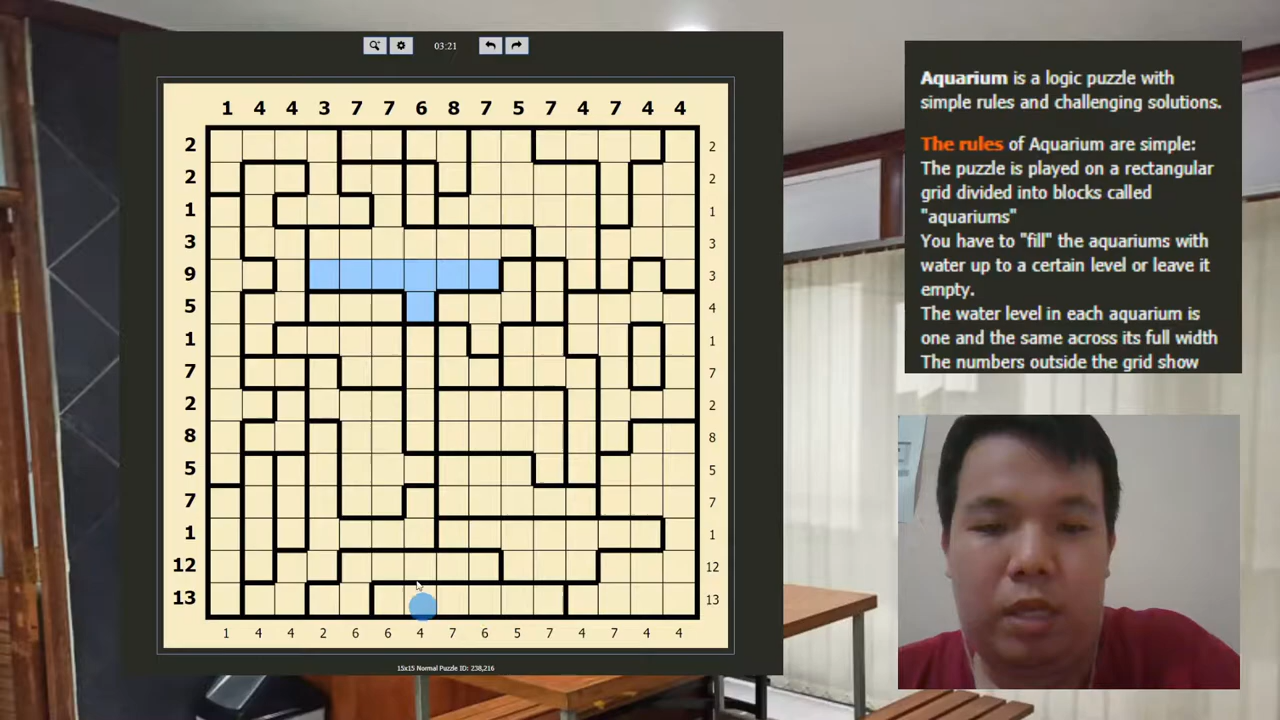 03:21
1 4 4 3 7 7 6 8 7 5 7 4 7 4 4
2 2
2 2
1 1
3 3
9 3
5 4
1 1
7 7
2 2
8 8
5 5
7 7
1 1
12 12
13 13
1 4 4 2 6 6 4 7 6 5 7 4 7 4 4
15x15 Normal Puzzle ID: 238,216
Aquarium is a logic puzzle with
simple rules and challenging solutions.
The rules of Aquarium are simple:
The puzzle is played on a rectangular
grid divided into blocks called
"aquariums"
You have to "fill" the aquariums with
water up to a certain level or leave it
empty.
The water level in each aquarium is
one and the same across its full width
The numbers outside the grid show